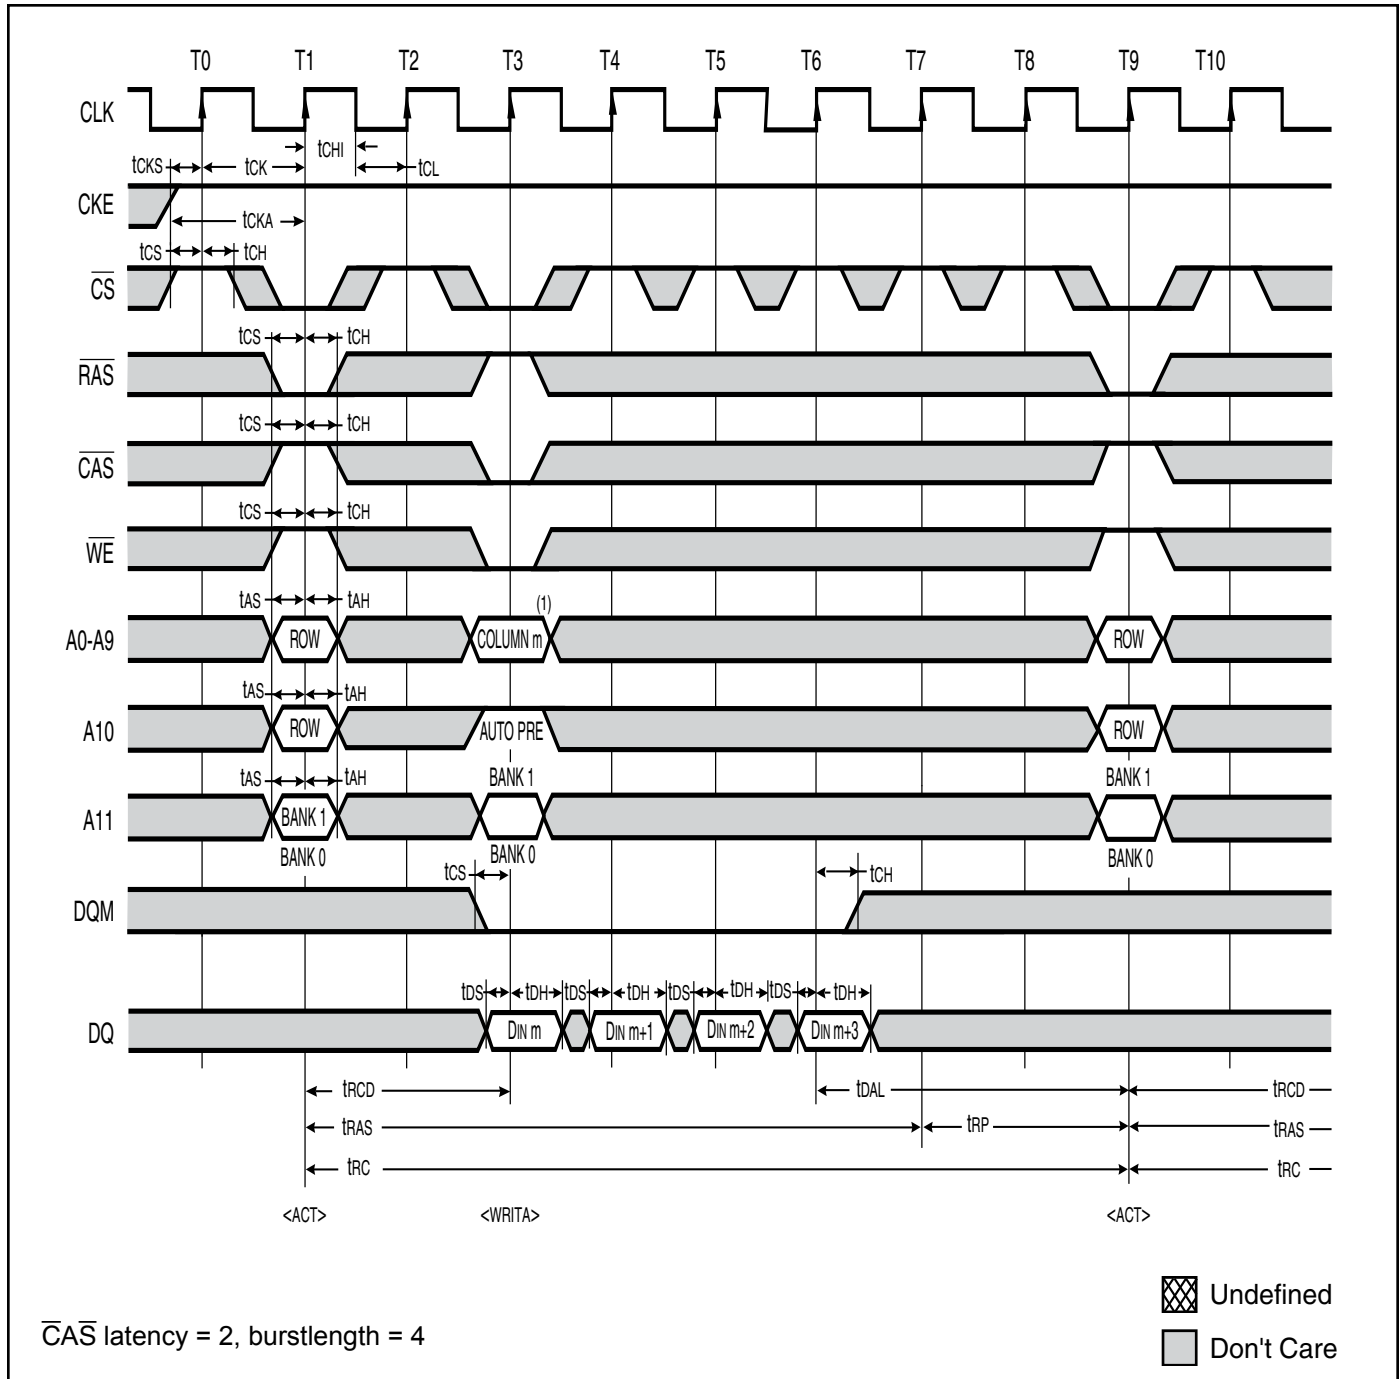 T0 T1 T2 T3 T4 T5 T6 T7 T8 T9 T10
CLK
tCHI
tCKS tCK tCL
CKE
tCKA
tCS tCH
CS
tCS tCH
RAS
tCS tCH
CAS
tCS tCH
WE
tAS tAH (1)
A0-A9 ROW COLUMN m ROW
tAS tAH
A10 ROW AUTO PRE ROW
tAS tAH BANK 1 BANK 1
A11 BANK 1
BANK 0 BANK 0 BANK 0
tCS tCH
DQM
tDS tDH tDS tDH tDS tDH tDS tDH
DQ DIN m DIN m+1 DIN m+2 DIN m+3
tRCD tDAL tRCD
tRAS tRP tRAS
tRC tRC
<ACT> <WRITA> <ACT>
Undefined
CAS latency = 2, burstlength = 4
Don't Care